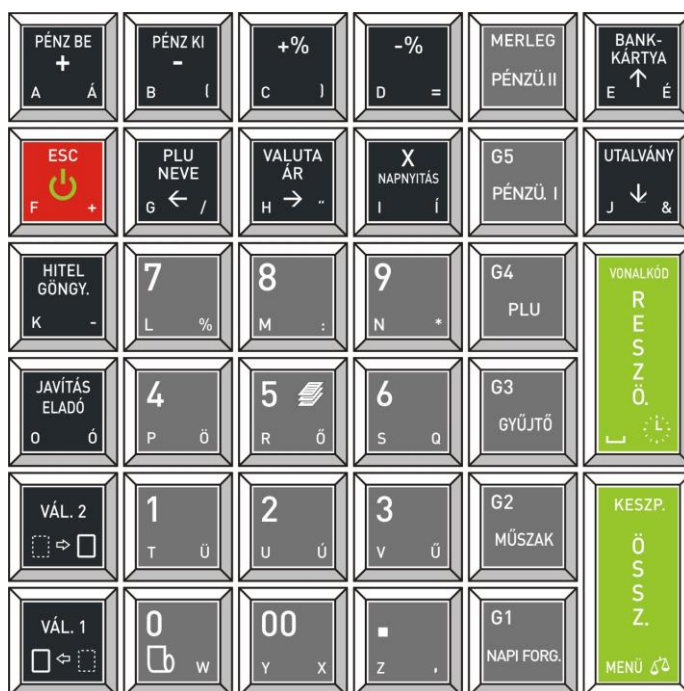 PÉNZ BE
+
A Á
PÉNZ KI
-
B (
+%
C )
-%
D =
MERLEG
PÉNZÜ.II
BANK-
KÁRTYA
↑
E É
ESC
F +
PLU
NEVE
←
G /
VALUTA
ÁR
→
H "
X
NAPNYITÁS
I Í
G5
PÉNZÜ. I
UTALVÁNY
↓
J &
HITEL
GÖNGY.
K -
7
L %
8
M :
9
N *
G4
PLU
VONALKÓD
R
E
S
Z
Ö.
L
JAVÍTÁS
ELADÓ
O Ó
4
P Ö
5
R Ő
6
S Q
G3
GYŰJTŐ
VÁL. 2
⇨
1
T Ü
2
U Ú
3
V Ű
G2
MŰSZAK
KESZP.
Ö
S
S
Z.
MENÜ
VÁL. 1
⇦
0
W
00
Y X
.
Z ,
G1
NAPI FORG.